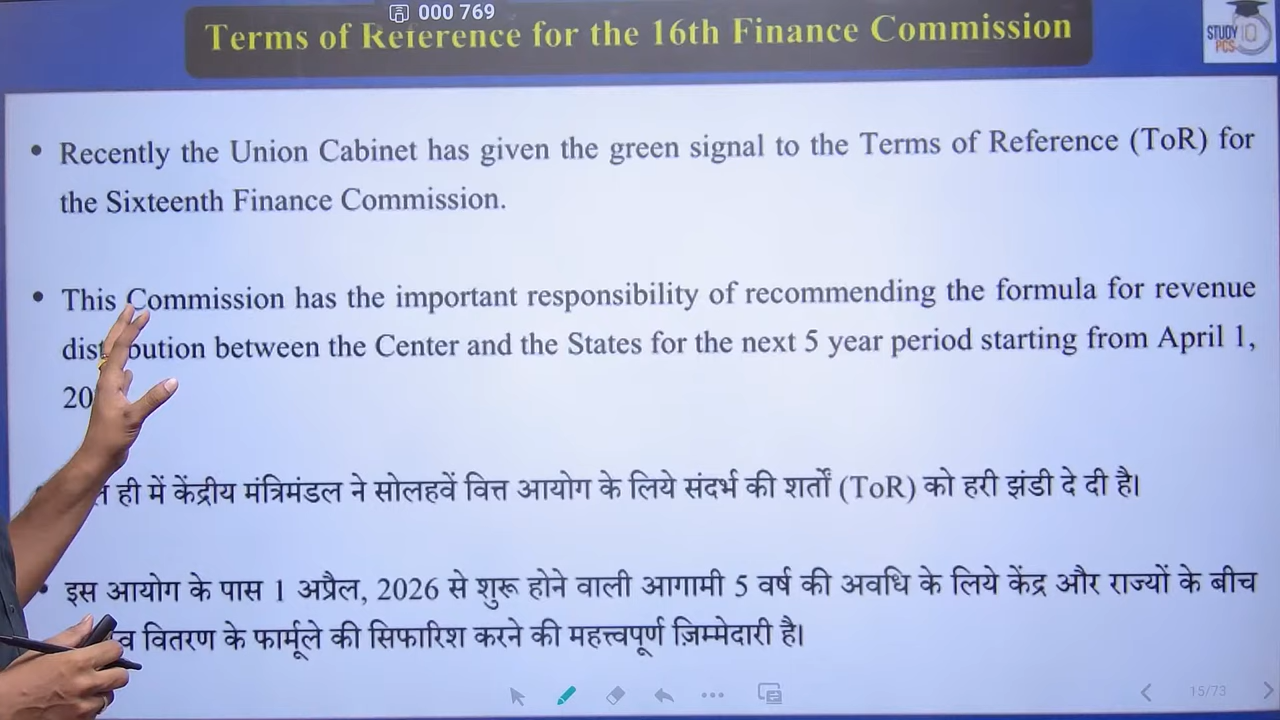 000 769
Terms of Reference for the 16th Finance Commission
STUDY IQ
PCS
• Recently the Union Cabinet has given the green signal to the Terms of Reference (ToR) for
the Sixteenth Finance Commission.
• This Commission has the important responsibility of recommending the formula for revenue
between the Center and the States for the next 5 year period starting from April 1,
ही में केंद्रीय मंत्रिमंडल ने सोलहवें वित्त आयोग के लिये संदर्भ की शर्तों (ToR) को हरी झंडी दे दी है।
• इस आयोग के पास 1 अप्रैल, 2026 से शुरू होने वाली आगामी 5 वर्ष की अवधि के लिये केंद्र और राज्यों के बीच
वितरण के फार्मूले की सिफारिश करने की महत्त्वपूर्ण ज़िम्मेदारी है।
15/73